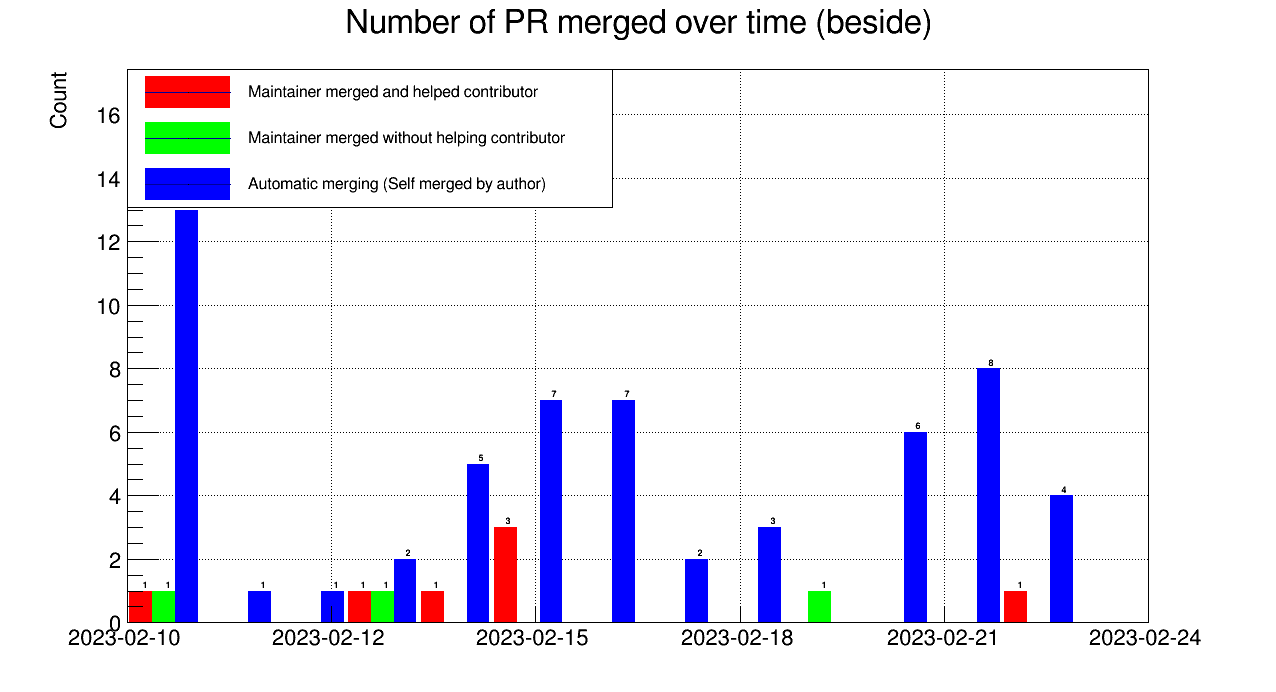 Number of PR merged over time (beside)
Count
Maintainer merged and helped contributor
Maintainer merged without helping contributor
Automatic merging (Self merged by author)
16
14
12
10
8
6
4
2
0
1 1 1 1 1 1 2 1 5 3 7 7 2 3 1 6 8 1 4
2023-02-10 2023-02-12 2023-02-15 2023-02-18 2023-02-21 2023-02-24